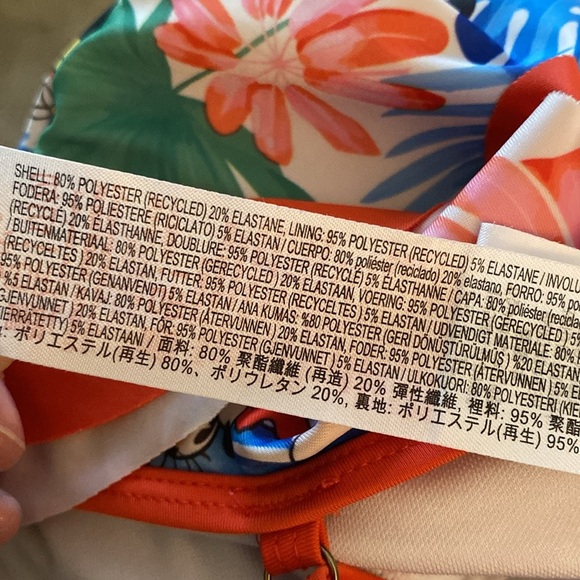 SHELL: 80% POLYESTER (RECYCLED) 20% ELASTANE, LINING: 95% POLYESTER (RECYCLED) 5% ELASTANE / INVOLU
FODERA: 95% POLIESTERE (RICICLATO) 5% ELASTAN / CUERPO: 80% poliéster (reciclado) 20% elastano, FORRO: 95% po
(RECYCLÉ) 20% ÉLASTHANNE, DOUBLURE: 95% POLYESTER (RECYCLÉ) 5% ÉLASTHANNE / CAPA: 80% poliéster (recicl
BUITENMATERIAAL: 80% POLYESTER (GERECYCLED) 20% ELASTAAN, VOERING: 95% POLYESTER (GERECYCLED) 5%
RECYCELTES) 20% ELASTAN, FUTTER: 95% POLYESTER (RECYCELTES) 5% ELASTAN / UDVENDIGT MATERIALE: 80%
95% POLYESTER (GENANVENDT) 5% ELASTAN / ANA KUMAS: %80 POLYESTER (GERİ DÖNÜŞTÜRÜLMÜŞ) %20 ELASTAN
%5 ELASTAN / KAVAJ: 80% POLYESTER (ÅTERVUNNEN) 20% ELASTAN, FODER: 95% POLYESTER (ÅTERVUNNEN) 5% ELAST
GJENVUNNET) 20% ELASTAN, FÔR: 95% POLYESTER (GJENVUNNET) 5% ELASTAN / ULKOKUORI: 80% POLYESTERI (KIE
ERRATETTY) 5% ELASTAANI / 面料: 80% 聚酯纖維 (再造) 20% 彈性纖維, 裡料: 95% 聚酯
: ポリエステル(再生) 80%、ポリウレタン 20%, 裏地: ポリエステル(再生) 95%